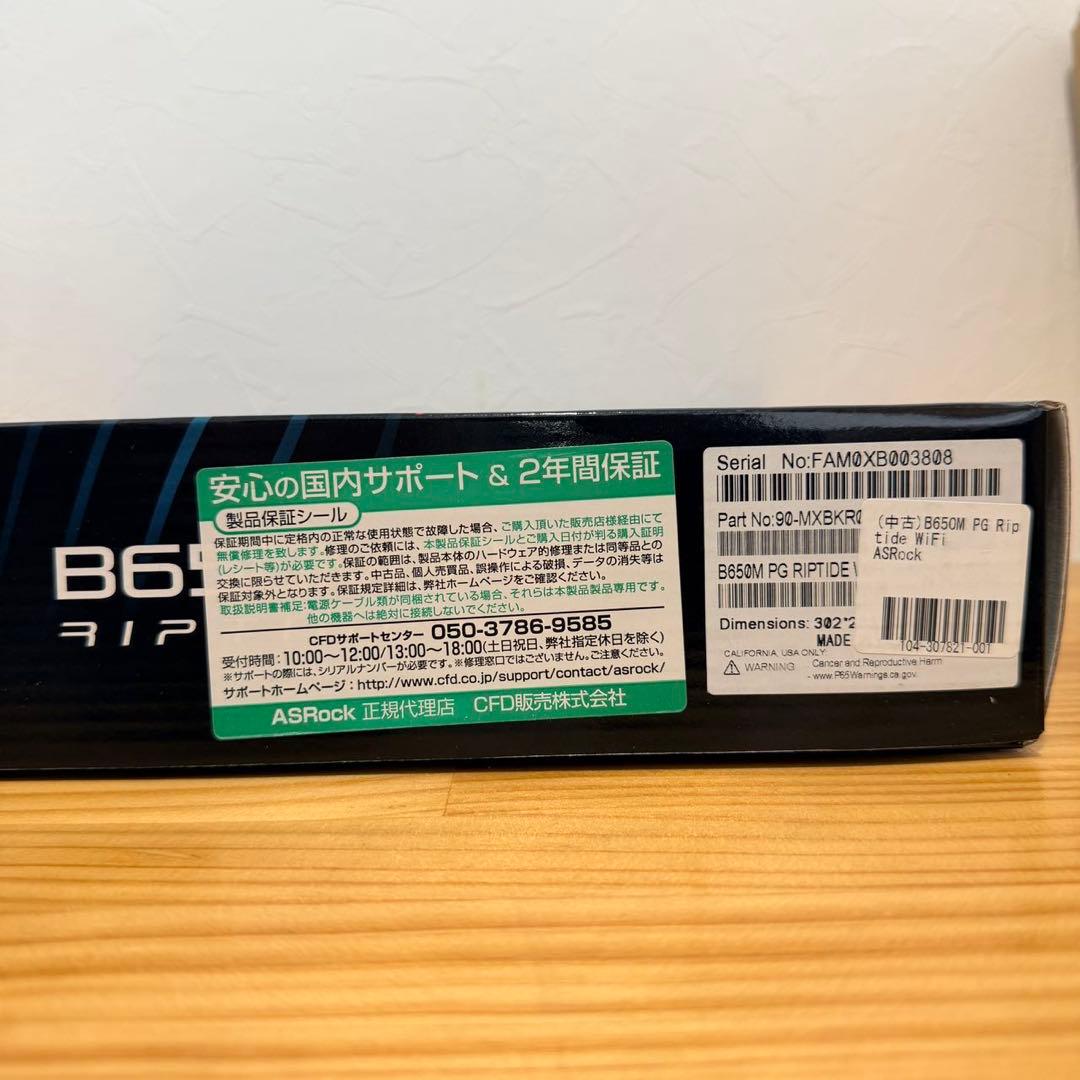 B65
RIP
安心の国内サポート & 2年間保証
製品保証シール
保証期間中に定格内の正常な使用状態で故障した場合、ご購入頂いた販売店様経由にて
無償修理を致します。修理のご依頼には、本製品保証シールとご購入日付が判る購入証明
(レシート等)が必要です。保証の範囲は、製品本体のハードウェア的修理または同等品との
交換に限らせていただきます。中古品、個人売買品、誤操作による破損、データの消失等は
保証対象外となります。保証規定詳細は、弊社ホームページをご確認ください。
取扱説明書補足:電源ケーブル類が同梱されている場合、それらは本製品専用です。
他の機器へは絶対に接続しないでください。
CFDサポートセンター 050-3786-9585
受付時間:10:00〜12:00/13:00〜18:00(土日祝日、弊社指定休日を除く)
※サポートの際には、シリアルナンバーが必要です。※修理窓口ではございません。ご注意ください。
サポートホームページ:http://www.cfd.co.jp/support/contact/asrock/
ASRock 正規代理店 CFD販売株式会社
Serial No:FAM0XB003808
Part No:90-MXBKR0
B650M PG RIPTIDE
Dimensions: 302*2
MADE
CALIFORNIA, USA ONLY
WARNING Cancer and Reproductive Harm
- www.P65Warnings.ca.gov.
(中古)B650M PG Rip
tide WiFi
ASRock
104-307821-001